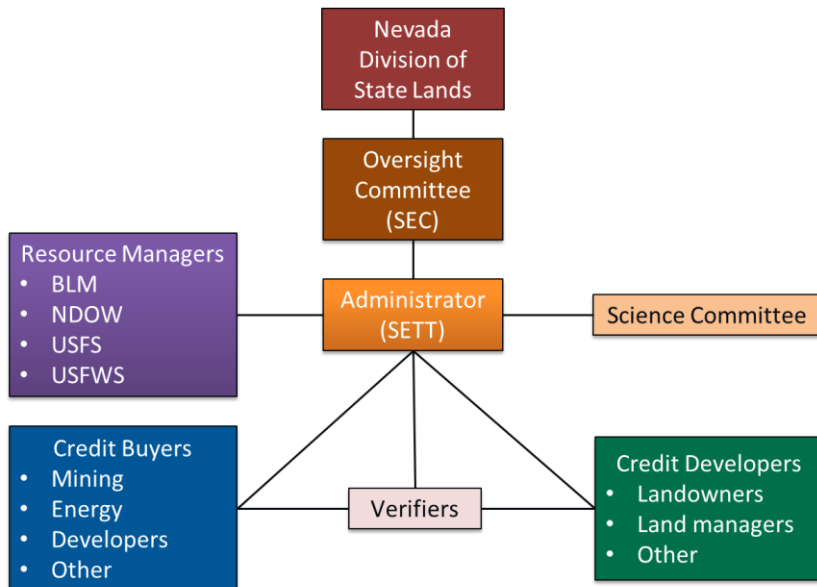 Nevada
Division of
State Lands
Oversight
Committee
(SEC)
Resource Managers
• BLM
• NDOW
• USFS
• USFWS
Administrator
(SETT)
Science Committee
Credit Buyers
• Mining
• Energy
• Developers
• Other
Verifiers
Credit Developers
• Landowners
• Land managers
• Other